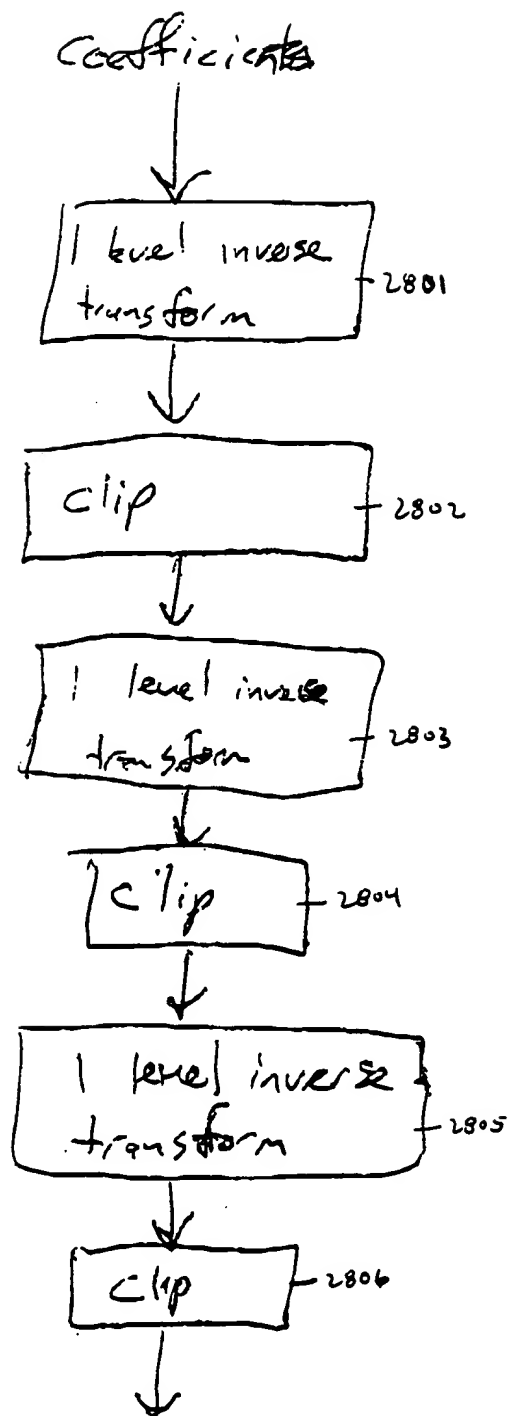 Coefficients
1 level inverse
transform
2801
clip
2802
1 level inverse
transform
2803
clip
2804
1 level inverse
transform
2805
clip
2806